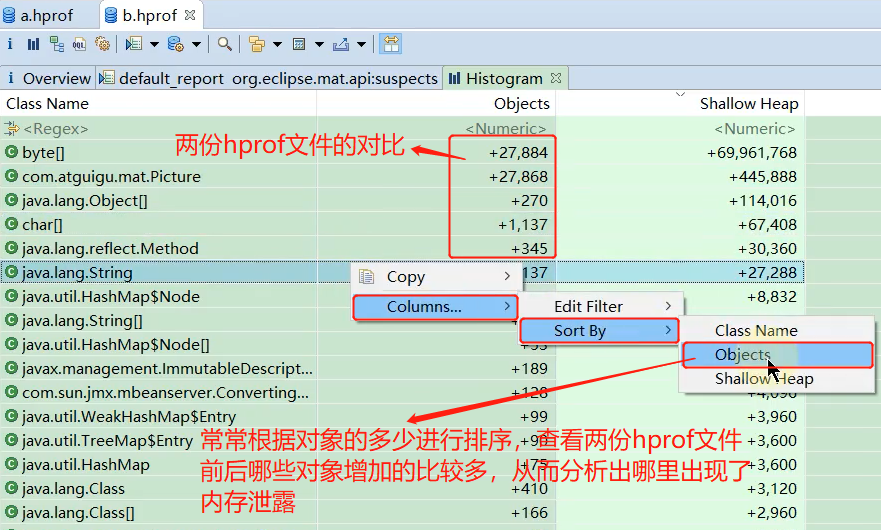 a.hprof b.hprof
Overview default_report org.eclipse.mat.api:suspects Histogram
Class Name Objects Shallow Heap
<Regex> <Numeric> <Numeric>
两份hprof文件的对比
byte[] +27,884 +69,961,768
com.atguigu.mat.Picture +27,868 +445,888
java.lang.Object[] +270 +114,016
char[] +1,137 +67,408
java.lang.reflect.Method +345 +30,360
java.lang.String 137 +27,288
Copy
java.util.HashMap$Node +8,832
Columns... Edit Filter
java.lang.String[]
Sort By Class Name
java.util.HashMap$Node[]
Objects
javax.management.ImmutableDescript... +189
Shallow Heap
com.sun.jmx.mbeanserver.Converting... +128
java.util.WeakHashMap$Entry +99 +3,960
java.util.TreeMap$Entry +90 +3,600
常常根据对象的多少进行排序，查看两份hprof文件
java.util.HashMap +75 +3,600
前后哪些对象增加的比较多，从而分析出哪里出现了
java.lang.Class +410 +3,120
内存泄露
java.lang.Class[] +166 +2,960